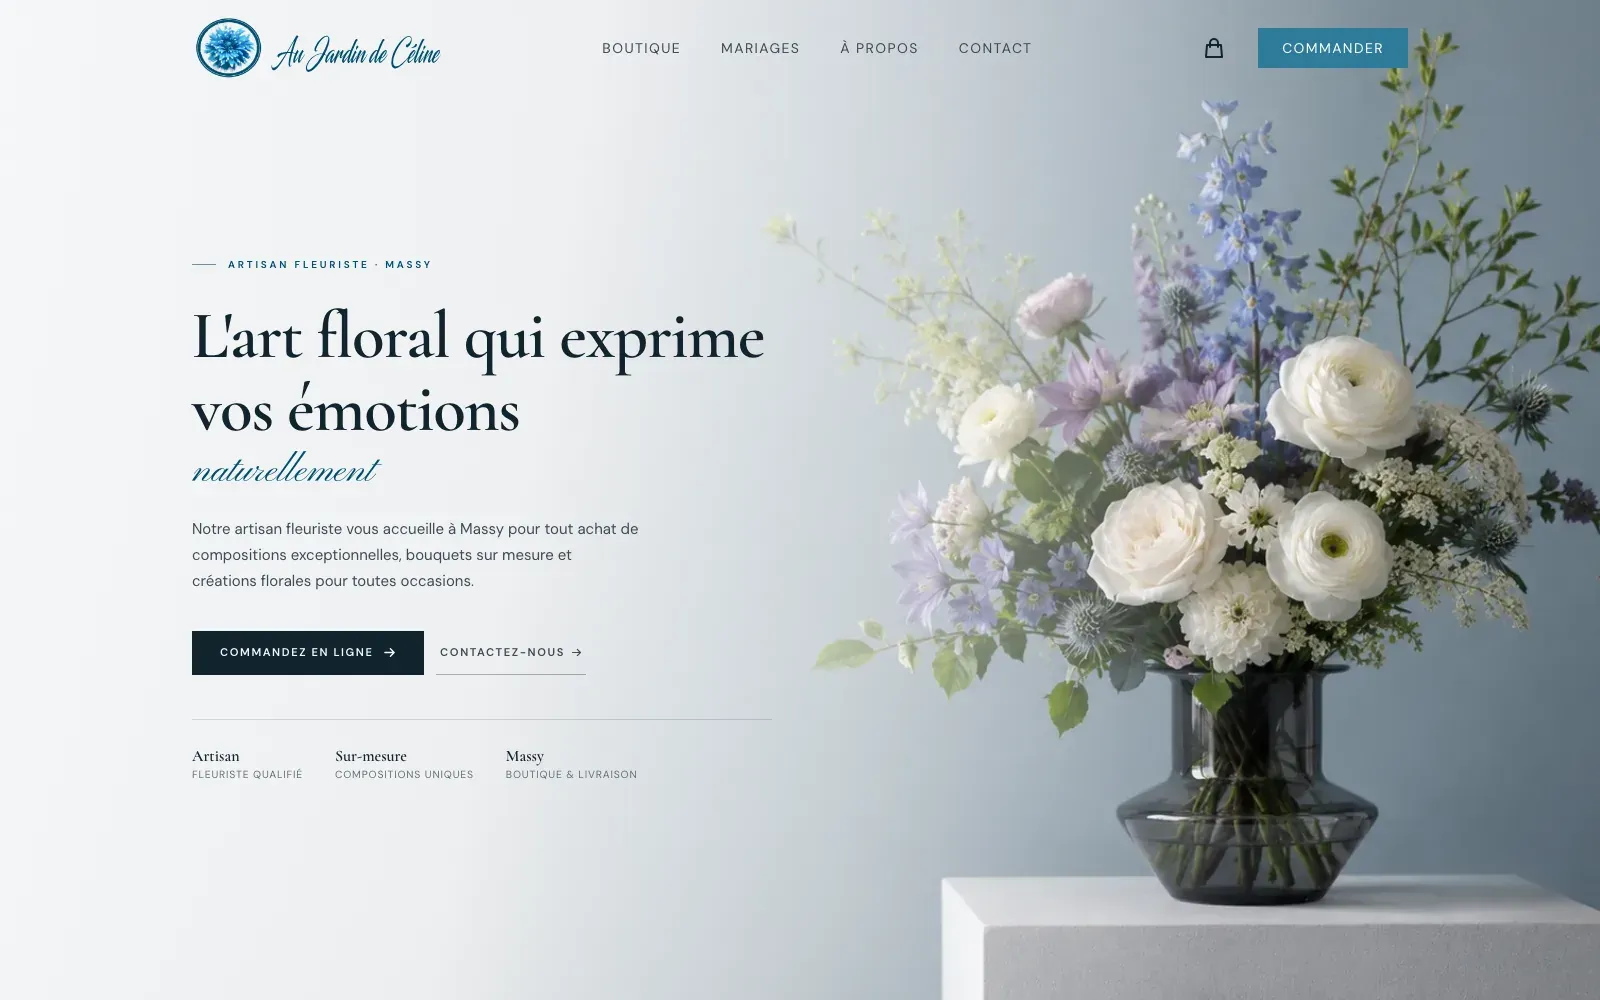 Au Jardin de Céline
BOUTIQUE
MARIAGES
À PROPOS
CONTACT
COMMANDER
ARTISAN FLEURISTE · MASSY
L'art floral qui exprime
vos émotions
naturellement
Notre artisan fleuriste vous accueille à Massy pour tout achat de
compositions exceptionnelles, bouquets sur mesure et
créations florales pour toutes occasions.
COMMANDEZ EN LIGNE →
CONTACTEZ-NOUS →
Artisan
FLEURISTE QUALIFIÉ
Sur-mesure
COMPOSITIONS UNIQUES
Massy
BOUTIQUE & LIVRAISON